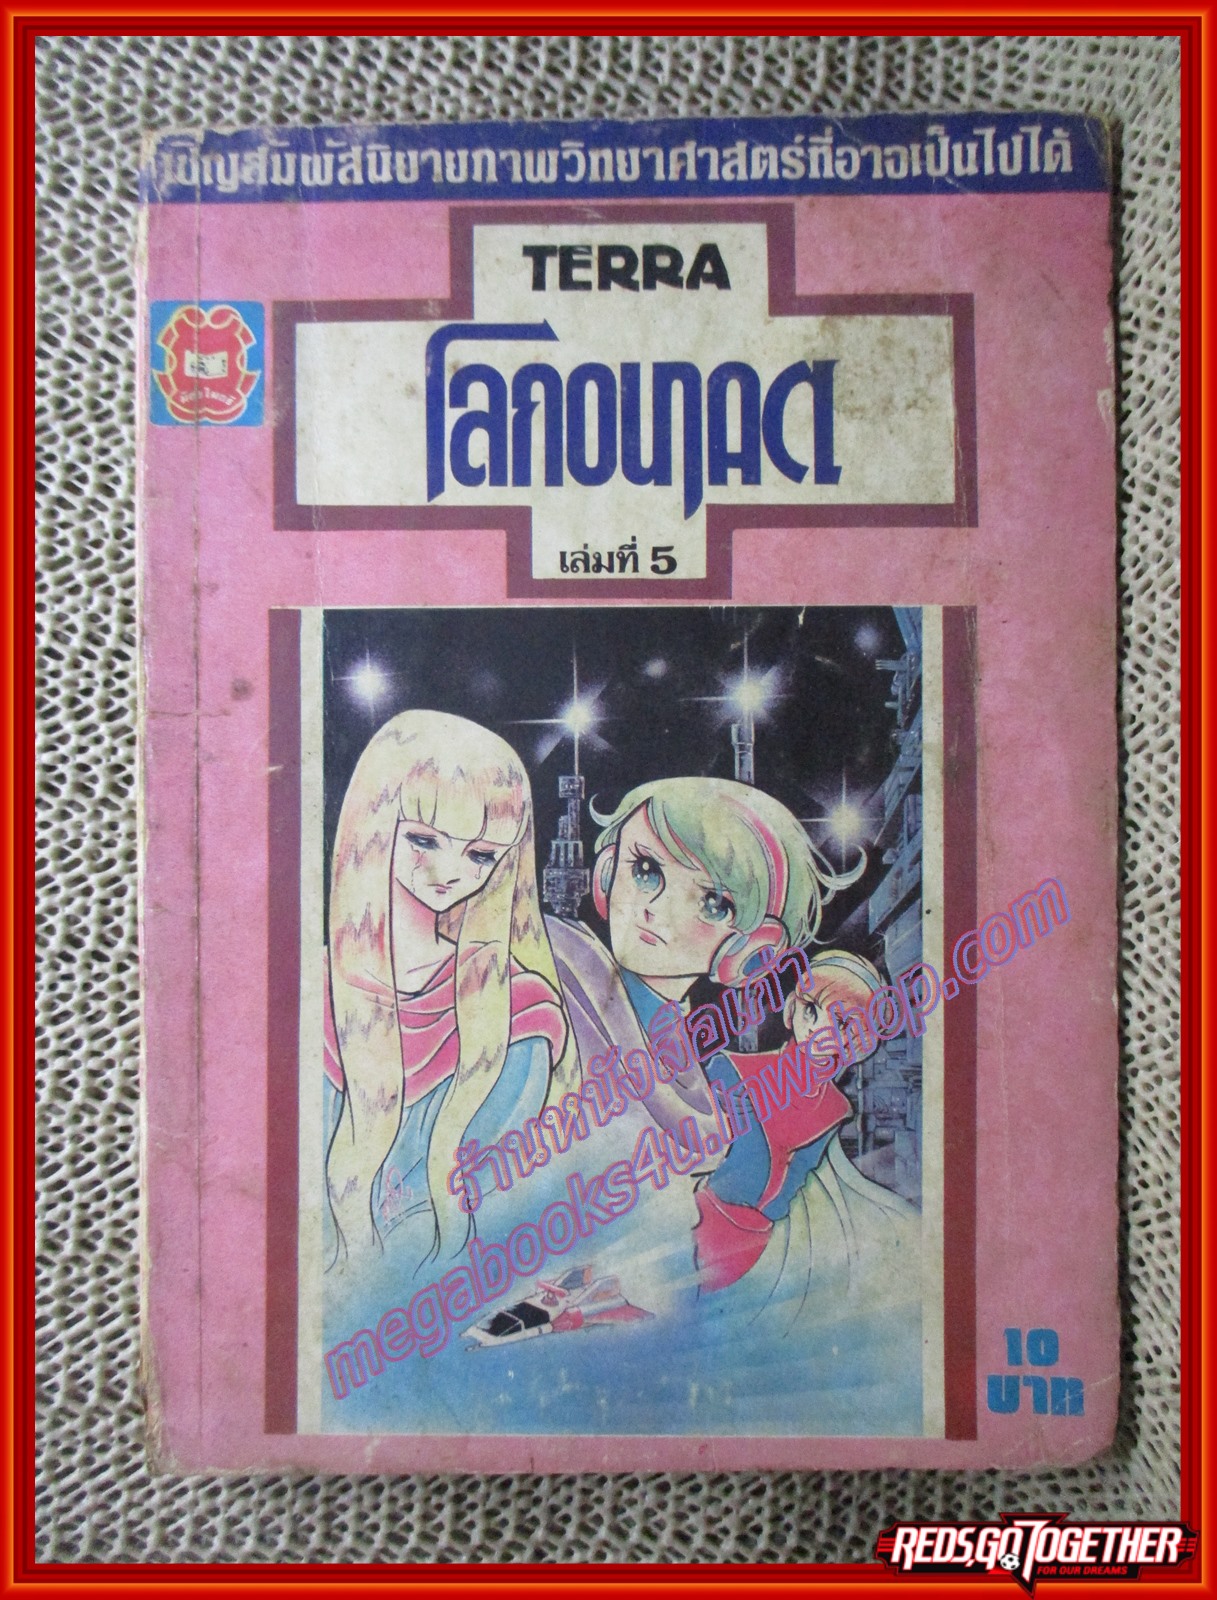 เชิญสัมผัสนิยายภาพวิทยาศาสตร์ที่อาจเป็นไปได้
TERRA
โลกอนาคต
เล่มที่ 5
ร้านหนังสือเก่า
megabooks4u.lnwshop.com
10
บาท
REDS,GOTOGETHER
FOR OUR DREAMS